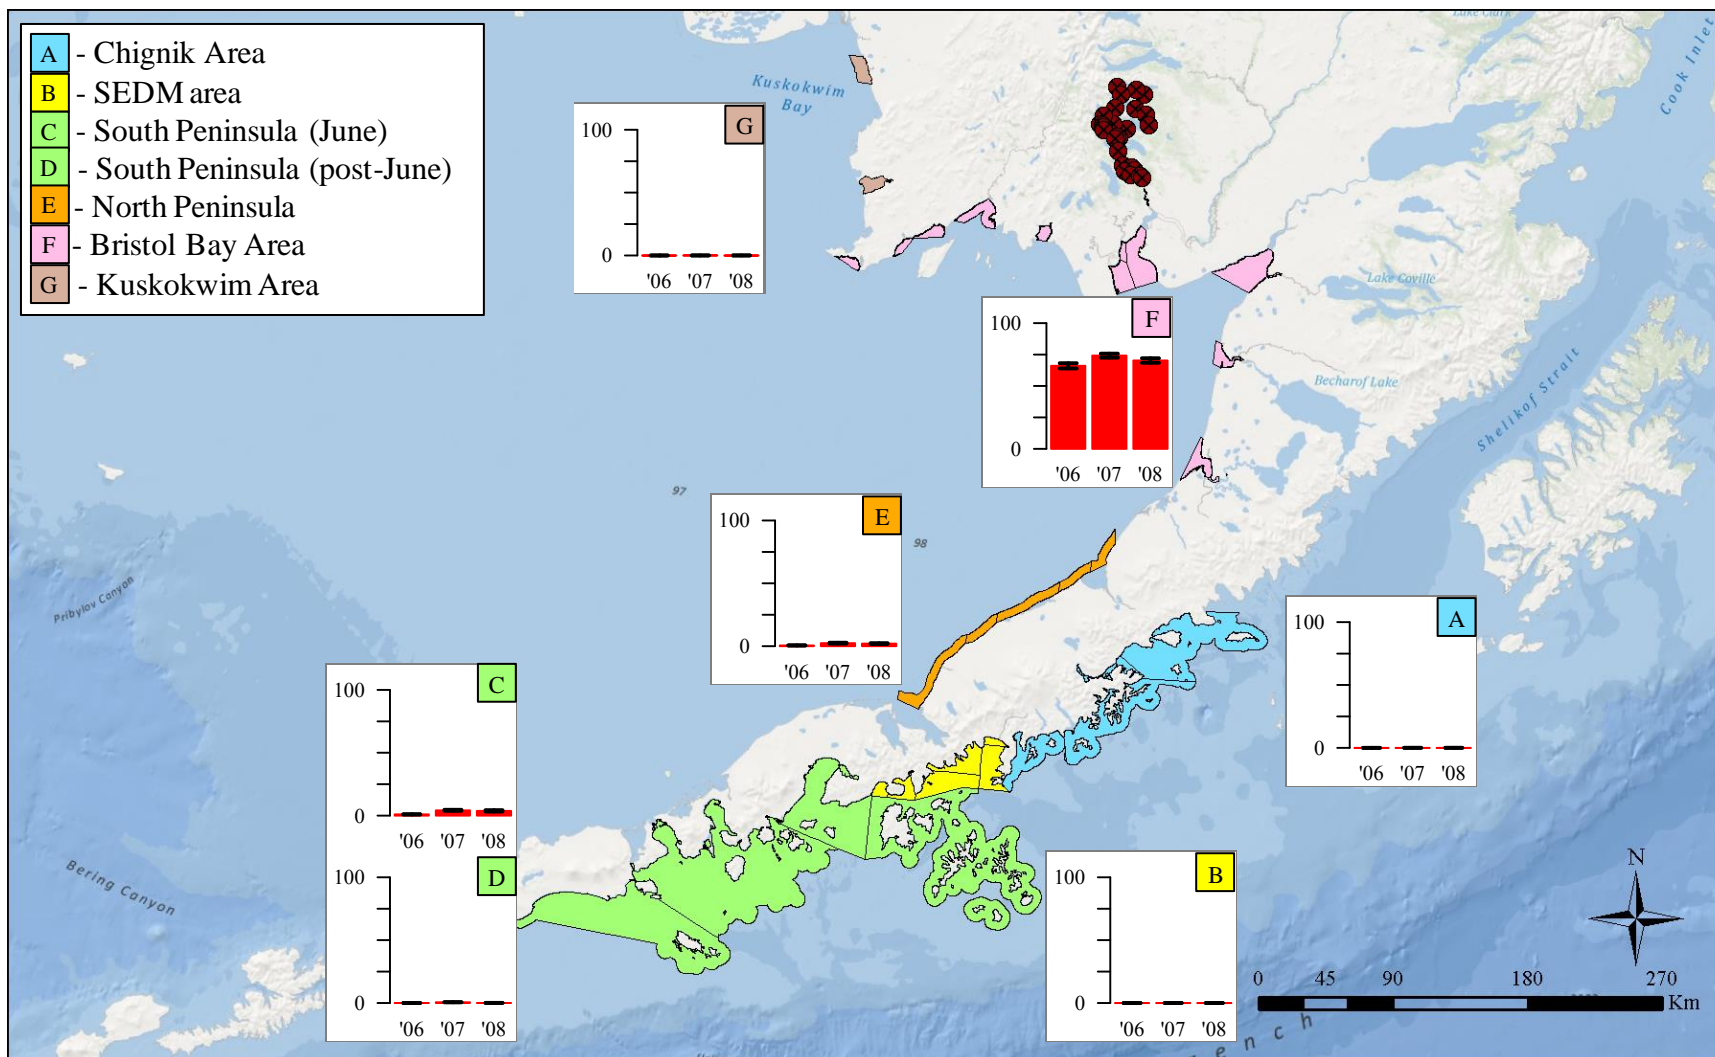 A - Chignik Area
B - SEDM area
C - South Peninsula (June)
D - South Peninsula (post-June)
E - North Peninsula
F - Bristol Bay Area
G - Kuskokwim Area
Lake Clark
Cook Inlet
Kuskokwim
Bay
G
100
0
'06 '07 '08
Lake Coville
F
100
0
'06 '07 '08
Becharof Lake
Shelikof Strait
97
98
E
100
0
'06 '07 '08
Pribylov Canyon
A
100
0
'06 '07 '08
C
100
0
'06 '07 '08
D
100
0
'06 '07 '08
B
100
0
'06 '07 '08
Bering Canyon
N
0 45 90 180 270
Km